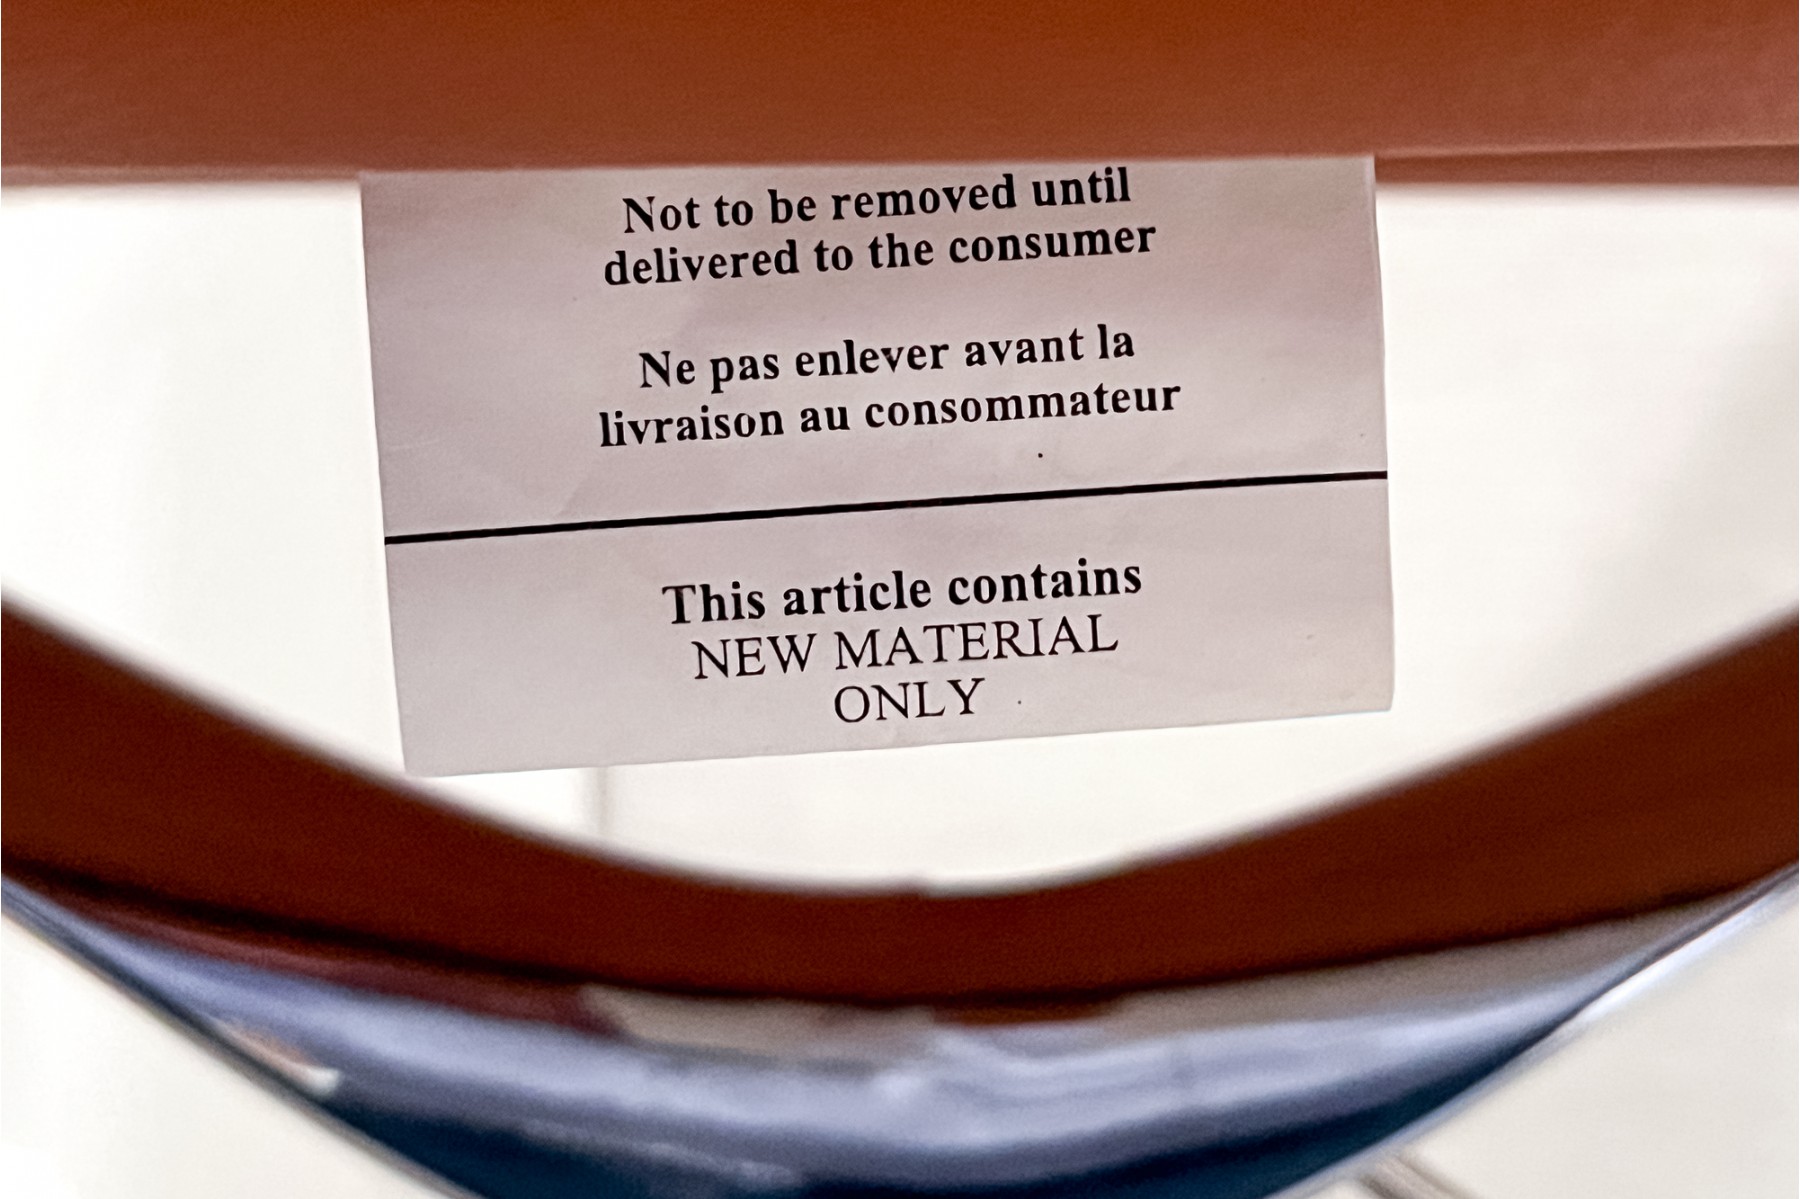 Not to be removed until
delivered to the consumer
Ne pas enlever avant la
livraison au consommateur
This article contains
NEW MATERIAL
ONLY